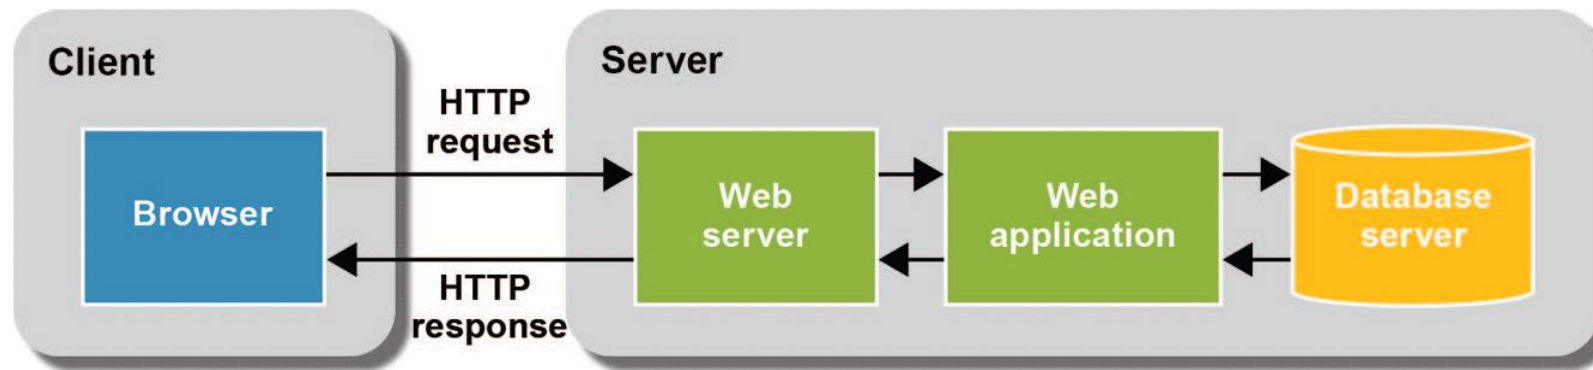 Client
Server
HTTP
request
Browser
Web
server
Web
application
Database
server
HTTP
response